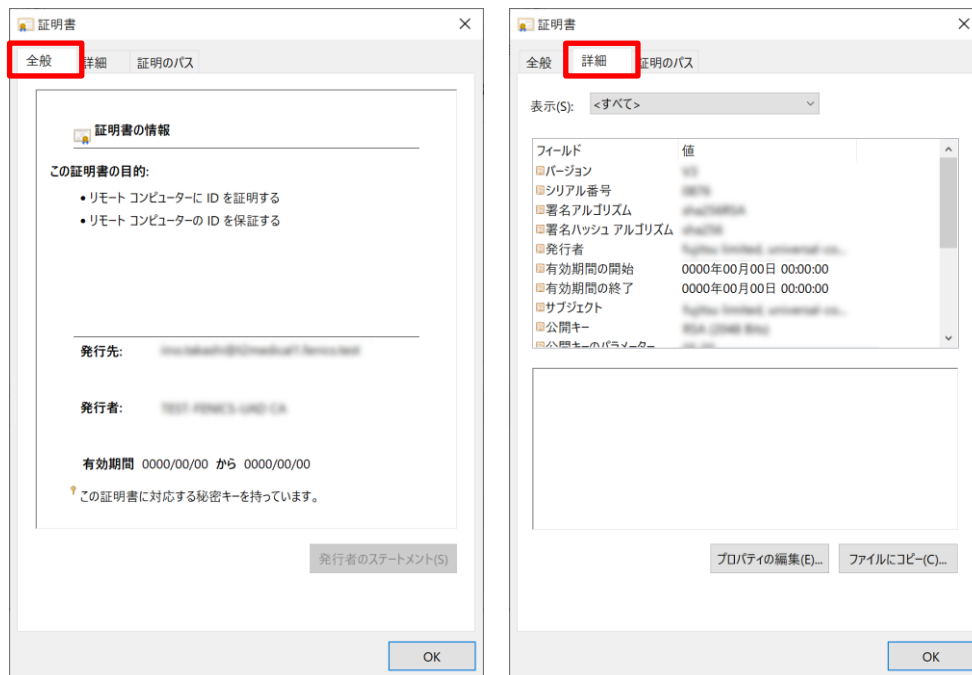 証明書
全般 詳細 証明のパス
証明書の情報
この証明書の目的:
• リモート コンピューターに ID を証明する
• リモート コンピューターの ID を保証する
発行先:
発行者:
有効期間 0000/00/00 から 0000/00/00
この証明書に対応する秘密キーを持っています。
発行者のステートメント(S)
OK
証明書
全般 詳細 証明のパス
表示(S): <すべて>
フィールド 値
バージョン
シリアル番号
署名アルゴリズム
署名ハッシュ アルゴリズム
発行者
有効期間の開始 0000年00月00日 00:00:00
有効期間の終了 0000年00月00日 00:00:00
サブジェクト
公開キー
公開キーのパラメーター
プロパティの編集(E)...
ファイルにコピー(C)...
OK